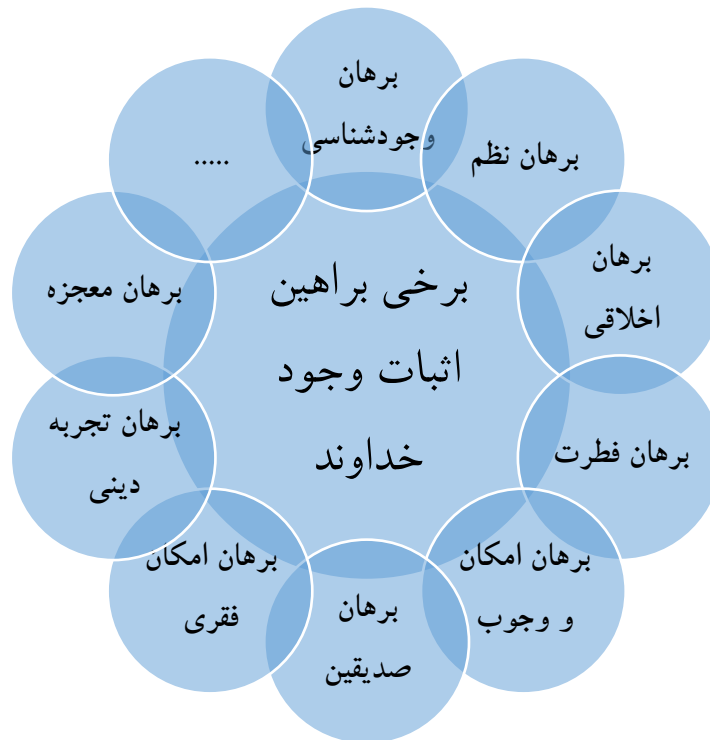 برخی براهین
اثبات وجود
خداوند
برهان
وجودشناسی
برهان نظم
برهان
اخلاقی
برهان فطرت
برهان امکان
و وجوب
برهان
صدیقین
برهان امکان
فقری
برهان تجربه
دینی
برهان معجزه
.....